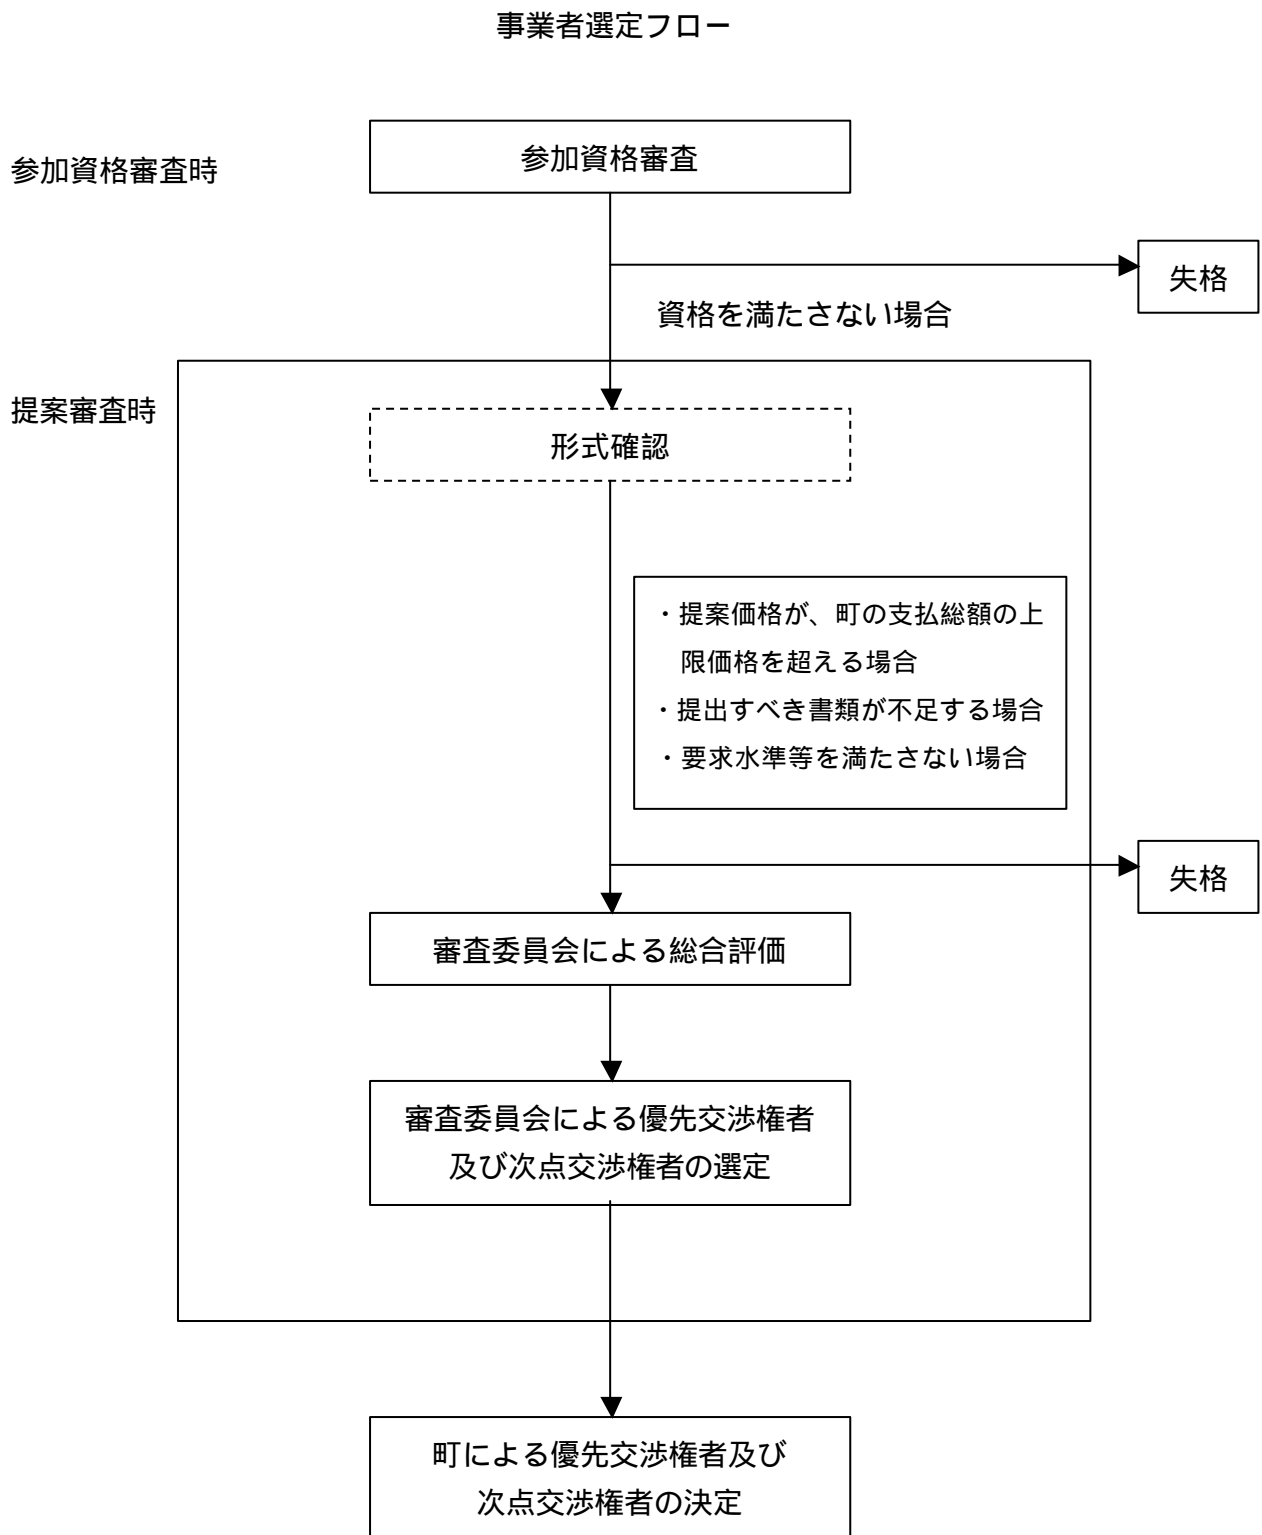 事業者選定フロー
参加資格審査時
参加資格審査
失格
資格を満たさない場合
提案審査時
形式確認
・提案価格が、町の支払総額の上
限価格を超える場合
・提出すべき書類が不足する場合
・要求水準等を満たさない場合
失格
審査委員会による総合評価
審査委員会による優先交渉権者
及び次点交渉権者の選定
町による優先交渉権者及び
次点交渉権者の決定